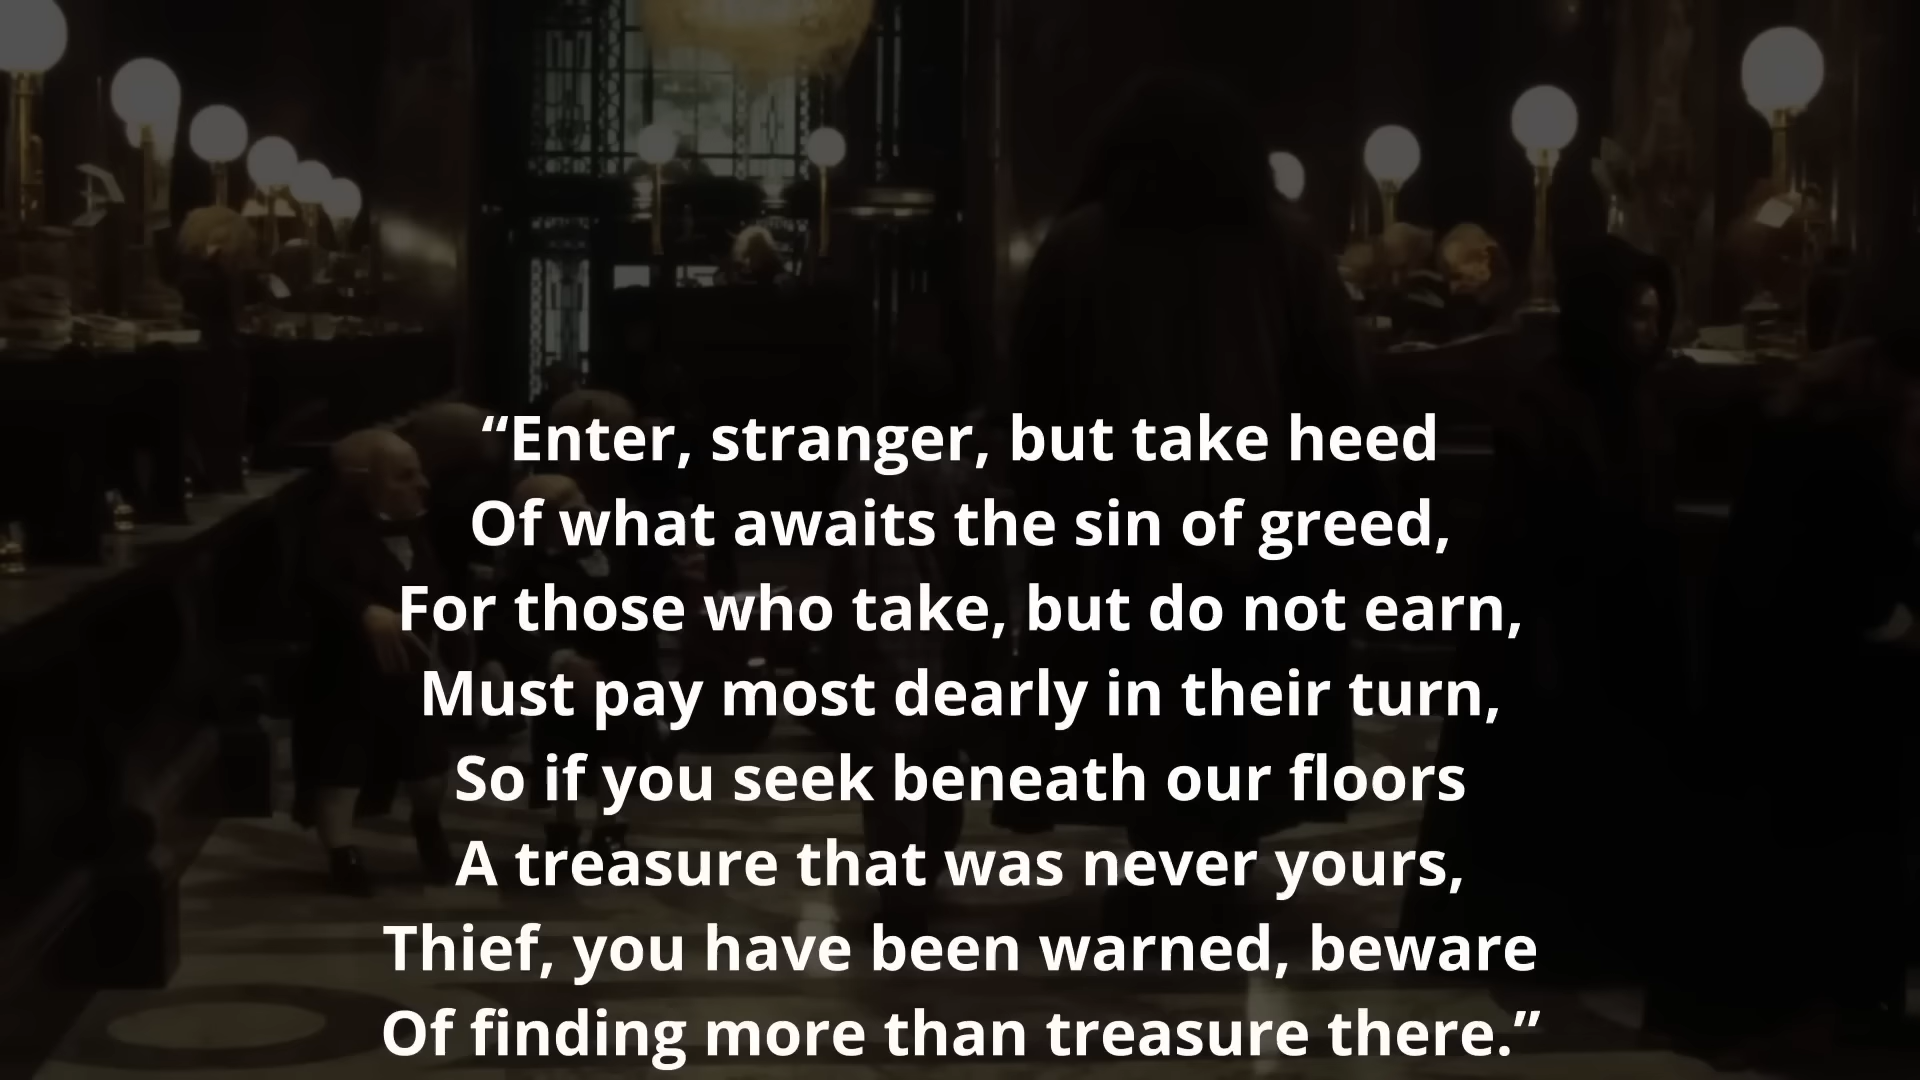 “Enter, stranger, but take heed
Of what awaits the sin of greed,
For those who take, but do not earn,
Must pay most dearly in their turn,
So if you seek beneath our floors
A treasure that was never yours,
Thief, you have been warned, beware
Of finding more than treasure there.”